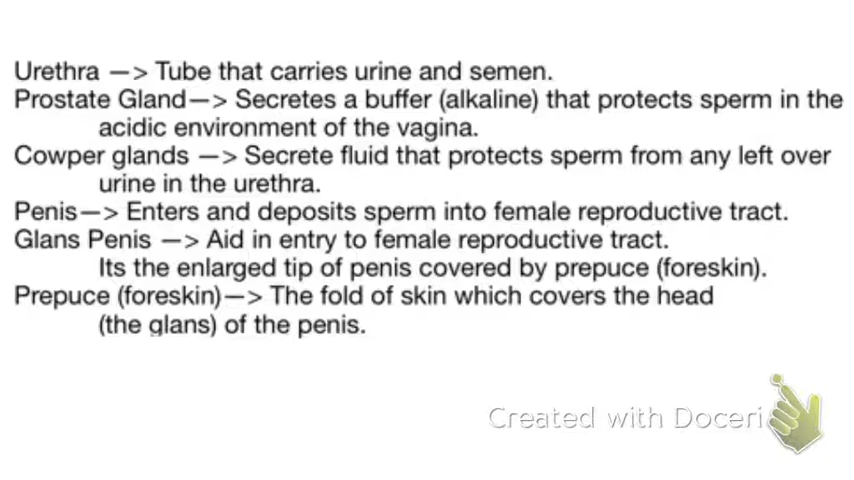 Urethra —> Tube that carries urine and semen.
Prostate Gland—> Secretes a buffer (alkaline) that protects sperm in the
acidic environment of the vagina.
Cowper glands —> Secrete fluid that protects sperm from any left over
urine in the urethra.
Penis—> Enters and deposits sperm into female reproductive tract.
Glans Penis —> Aid in entry to female reproductive tract.
Its the enlarged tip of penis covered by prepuce (foreskin).
Prepuce (foreskin)—> The fold of skin which covers the head
(the glans) of the penis.
Created with Doceri